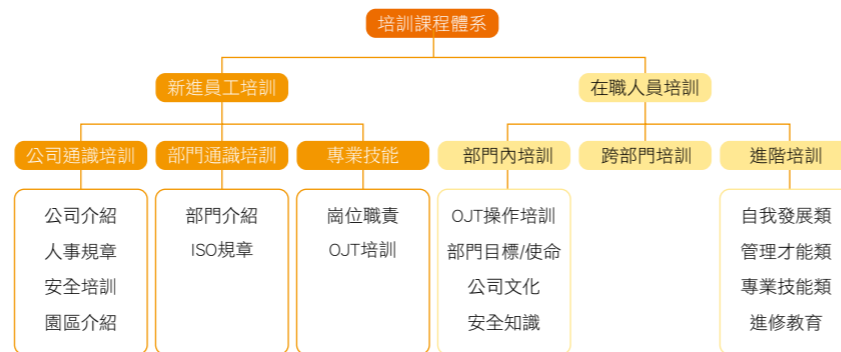 培訓課程體系
新進員工培訓
在職人員培訓
公司通識培訓
部門通識培訓
專業技能
部門內培訓
跨部門培訓
進階培訓
公司介紹
人事規章
安全培訓
園區介紹
部門介紹
ISO規章
崗位職責
OJT培訓
OJT操作培訓
部門目標/使命
公司文化
安全知識
自我發展類
管理才能類
專業技能類
進修教育